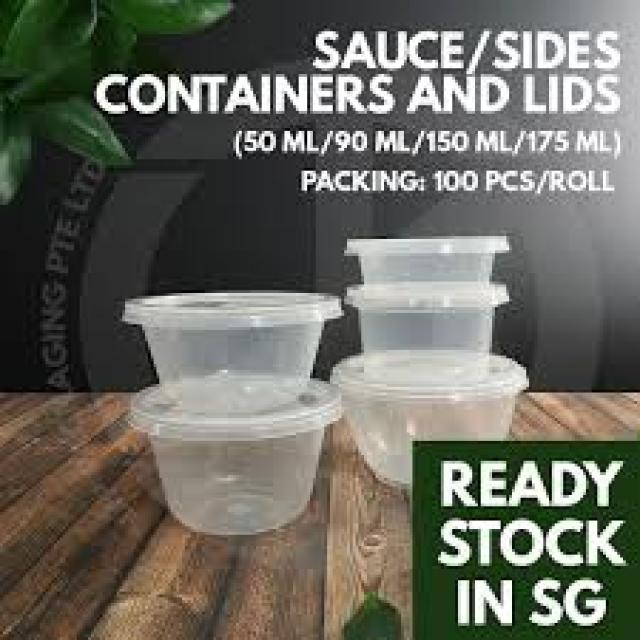 SAUCE/SIDES
CONTAINERS AND LIDS
(50 ML/90 ML/150 ML/175 ML)
PACKING: 100 PCS/ROLL
AGING PTE LTD
READY
STOCK
IN SG